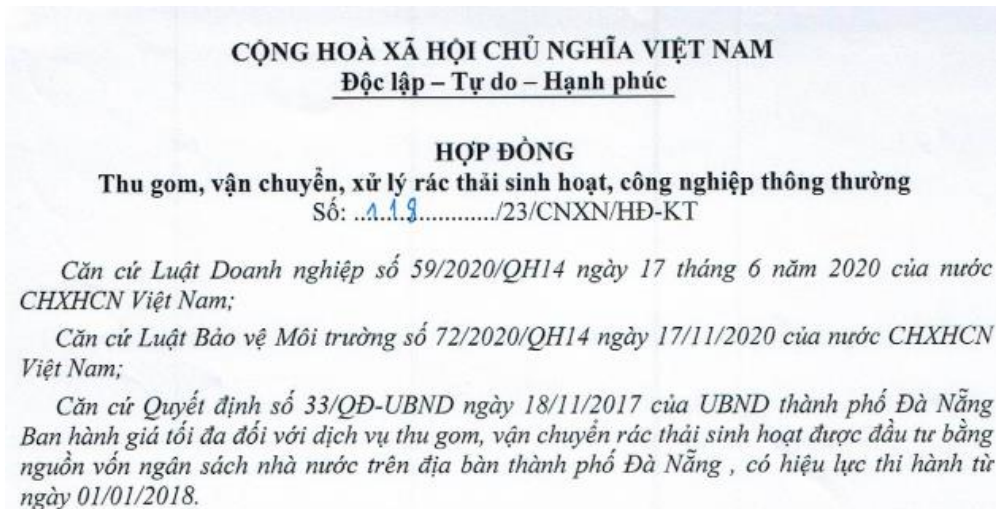 CỘNG HOÀ XÃ HỘI CHỦ NGHĨA VIỆT NAM
Độc lập – Tự do – Hạnh phúc
HỢP ĐỒNG
Thu gom, vận chuyển, xử lý rác thải sinh hoạt, công nghiệp thông thường
Số: ..118............/23/CNXN/HĐ-KT
Căn cứ Luật Doanh nghiệp số 59/2020/QH14 ngày 17 tháng 6 năm 2020 của nước
CHXHCN Việt Nam;
Căn cứ Luật Bảo vệ Môi trường số 72/2020/QH14 ngày 17/11/2020 của nước CHXHCN
Việt Nam;
Căn cứ Quyết định số 33/QĐ-UBND ngày 18/11/2017 của UBND thành phố Đà Nẵng
Ban hành giá tối đa đối với dịch vụ thu gom, vận chuyển rác thải sinh hoạt được đầu tư bằng
nguồn vốn ngân sách nhà nước trên địa bàn thành phố Đà Nẵng , có hiệu lực thi hành từ
ngày 01/01/2018.